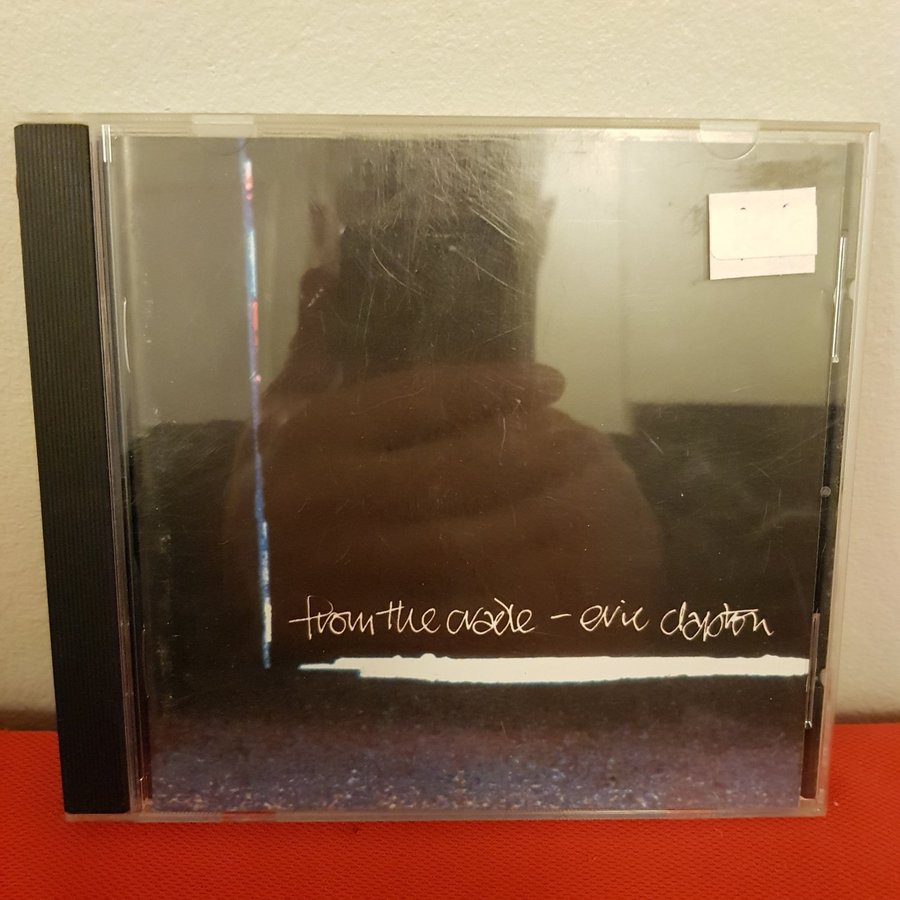 from the cradle - eric clapton